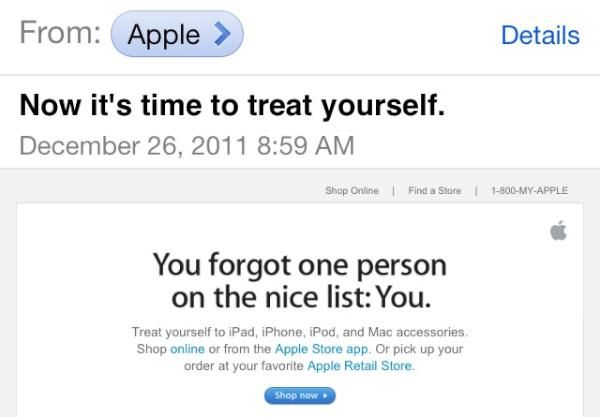 From: Apple Details
Now it's time to treat yourself.
December 26, 2011 8:59 AM
Shop Online | Find a Store | 1-800-MY-APPLE
You forgot one person
on the nice list: You.
Treat yourself to iPad, iPhone, iPod, and Mac accessories.
Shop online or from the Apple Store app. Or pick up your
order at your favorite Apple Retail Store.
Shop now